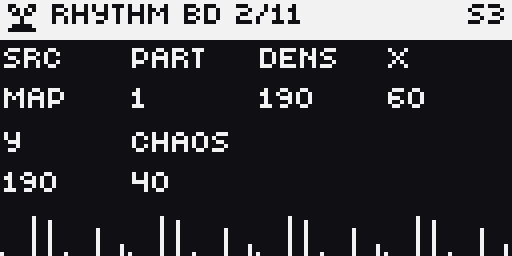 RHYTHM BD 2/11 S3
SRC PART DENS X
MAP 1 190 60
Y CHAOS
190 40